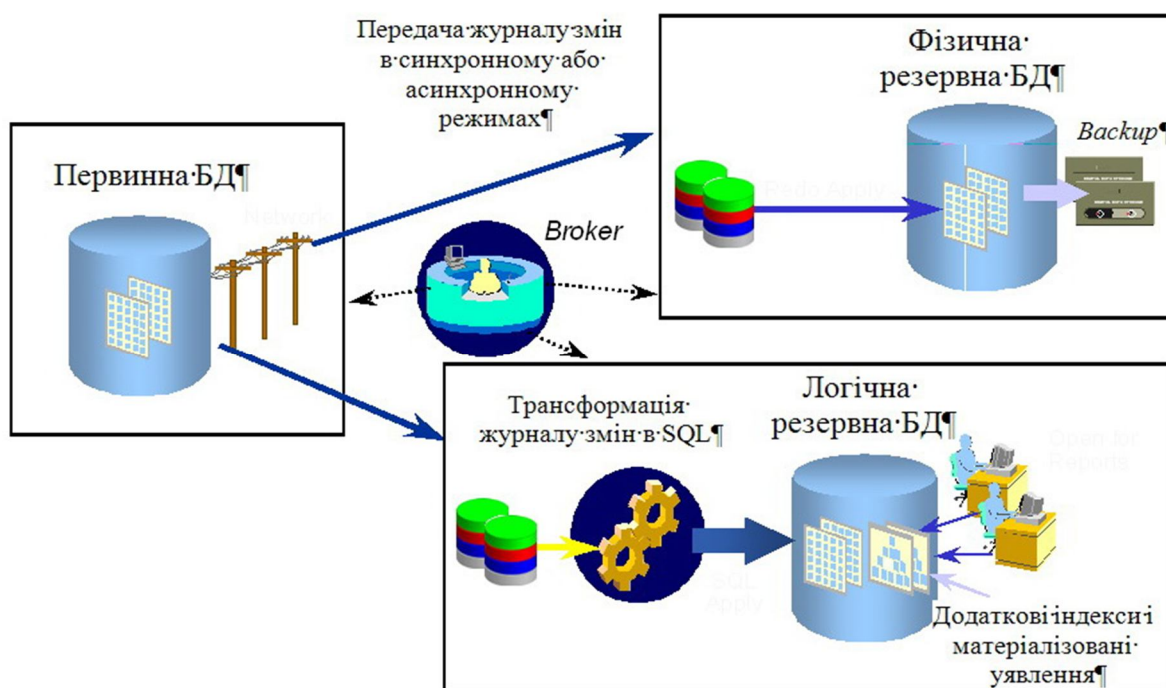 Передача·журналу·змін
в·синхронному·або·
асинхронному·
режимах¶
Фізична·
резервна·БД¶
Backup¶
Первинна·БД¶
Network
Redo Apply
Broker
Логічна·
резервна·БД¶
Трансформація·
журналу·змін·в·SQL¶
Open for
Reports
SQL
Apply
Додаткові·індекси·і
матеріалізовані·
уявлення¶